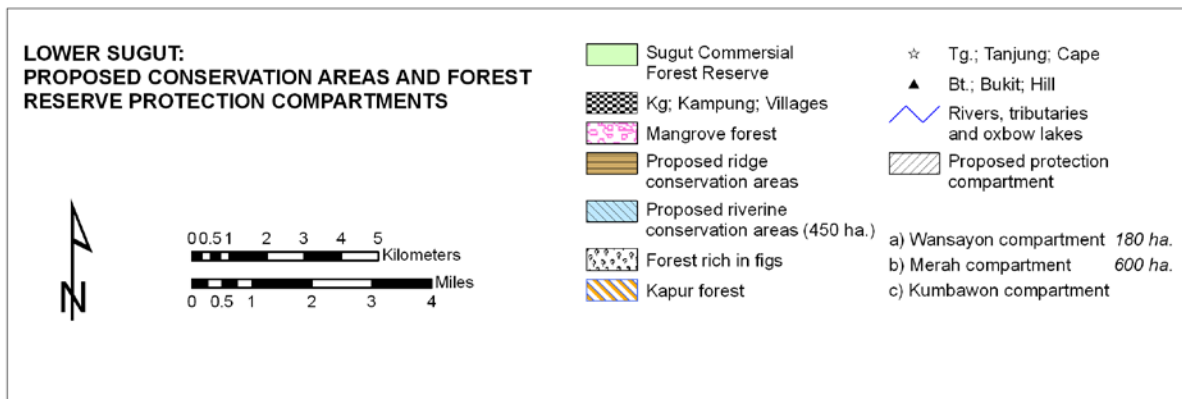 LOWER SUGUT:
PROPOSED CONSERVATION AREAS AND FOREST
RESERVE PROTECTION COMPARTMENTS
N
0 0.5 1 2 3 4 5
Kilometers
Miles
0 0.5 1 2 3 4
Sugut Commersial
Forest Reserve
Kg; Kampung; Villages
Mangrove forest
Proposed ridge
conservation areas
Proposed riverine
conservation areas (450 ha.)
Forest rich in figs
Kapur forest
Tg.; Tanjung; Cape
Bt.; Bukit; Hill
Rivers, tributaries
and oxbow lakes
Proposed protection
compartment
a) Wansayon compartment 180 ha.
b) Merah compartment 600 ha.
c) Kumbawon compartment